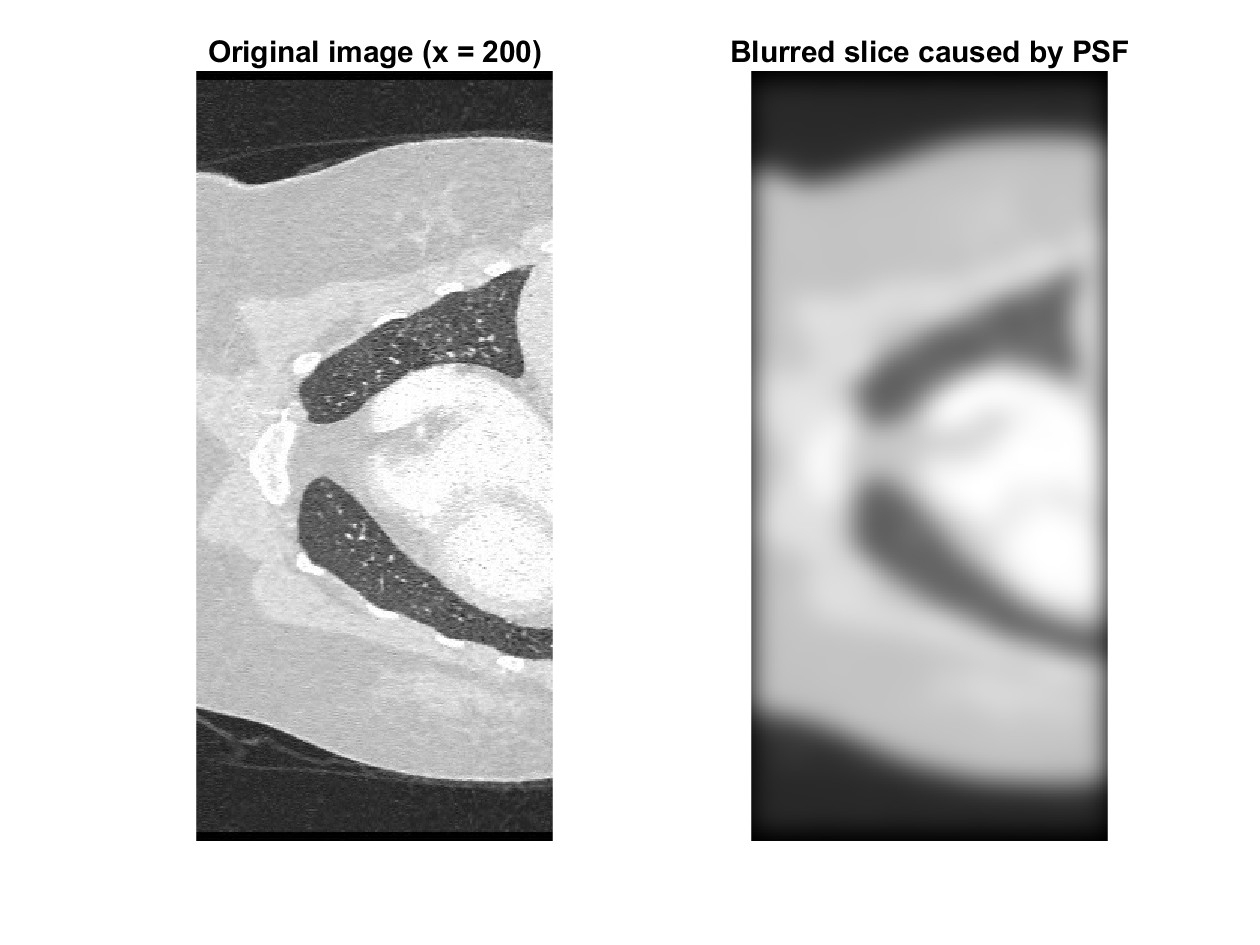 Original image (x = 200)
Blurred slice caused by PSF